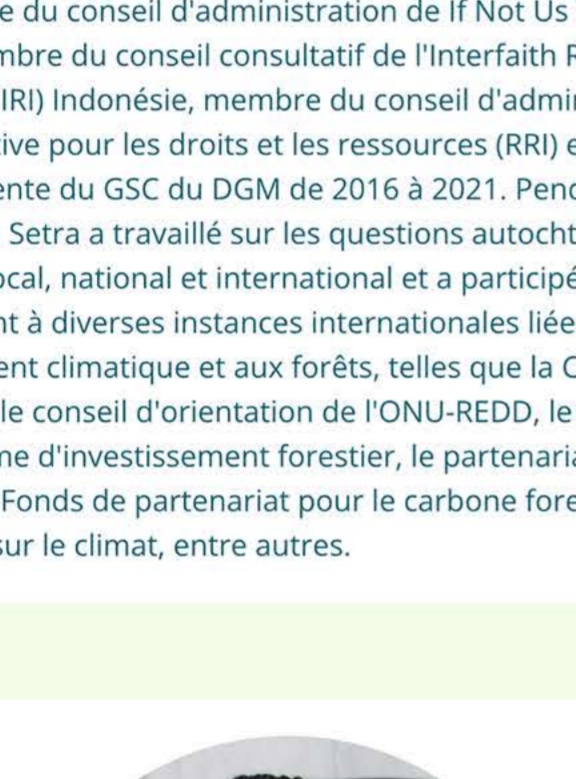 e du conseil d'administration de If Not Us
mbre du conseil consultatif de l'Interfaith R
IRI) Indonésie, membre du conseil d'admi
ive pour les droits et les ressources (RRI) e
ente du GSC du DGM de 2016 à 2021. Pend
Setra a travaillé sur les questions autocht
ocal, national et international et a participé
nt à diverses instances internationales liée
ent climatique et aux forêts, telles que la C
le conseil d'orientation de l'ONU-REDD, le
me d'investissement forestier, le partenaria
Fonds de partenariat pour le carbone fore
sur le climat, entre autres.